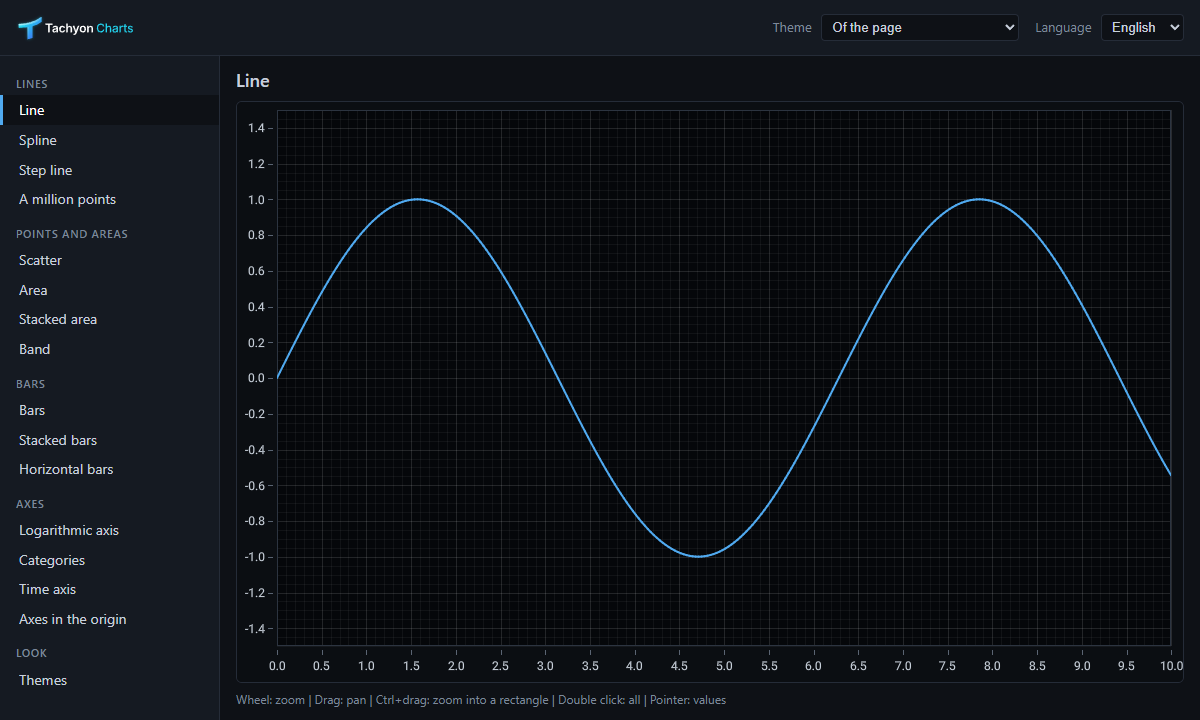 Tachyon Charts
Theme
Of the page
Language
English
LINES
Line
Spline
Step line
A million points
POINTS AND AREAS
Scatter
Area
Stacked area
Band
BARS
Bars
Stacked bars
Horizontal bars
AXES
Logarithmic axis
Categories
Time axis
Axes in the origin
LOOK
Themes
Line
1.4
1.2
1.0
0.8
0.6
0.4
0.2
0.0
-0.2
-0.4
-0.6
-0.8
-1.0
-1.2
-1.4
0.0 0.5 1.0 1.5 2.0 2.5 3.0 3.5 4.0 4.5 5.0 5.5 6.0 6.5 7.0 7.5 8.0 8.5 9.0 9.5 10.0
Wheel: zoom | Drag: pan | Ctrl+drag: zoom into a rectangle | Double click: all | Pointer: values